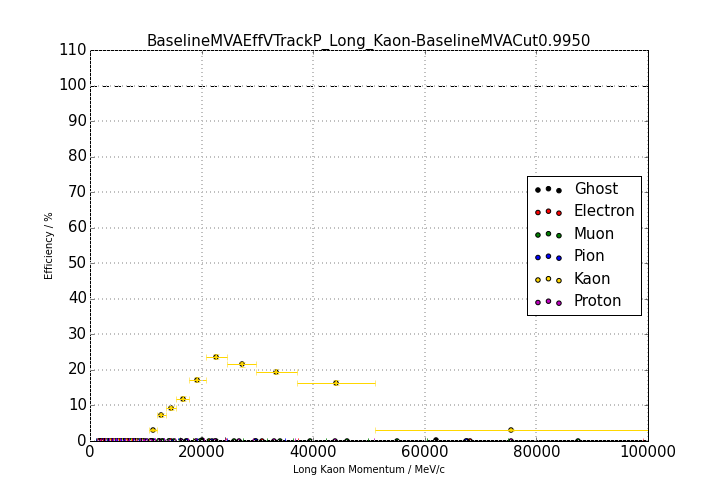 BaselineMVAEffVTrackP_Long_Kaon-BaselineMVACut0.9950
110
100
90
80
70
60
50
40
30
20
10
0
Efficiency / %
Ghost
Electron
Muon
Pion
Kaon
Proton
0 20000 40000 60000 80000 100000
Long Kaon Momentum / MeV/c